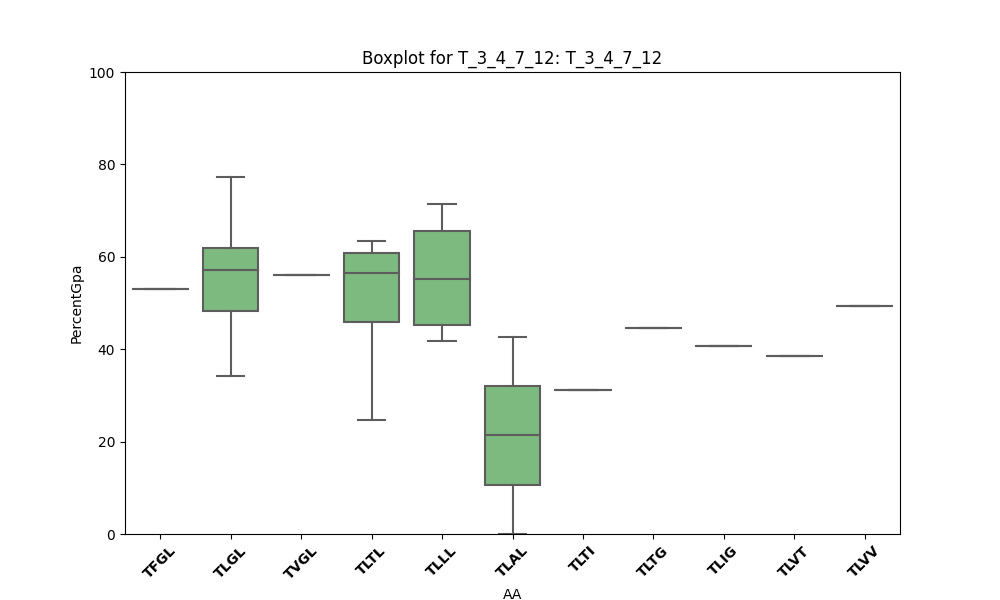 Boxplot for T_3_4_7_12: T_3_4_7_12
100
80
60
40
20
0
PercentGpa
TFGL
TLGL
TVGL
TLTL
TLLL
TLAL
TLTI
TLTG
TLIG
TLVT
TLVV
AA